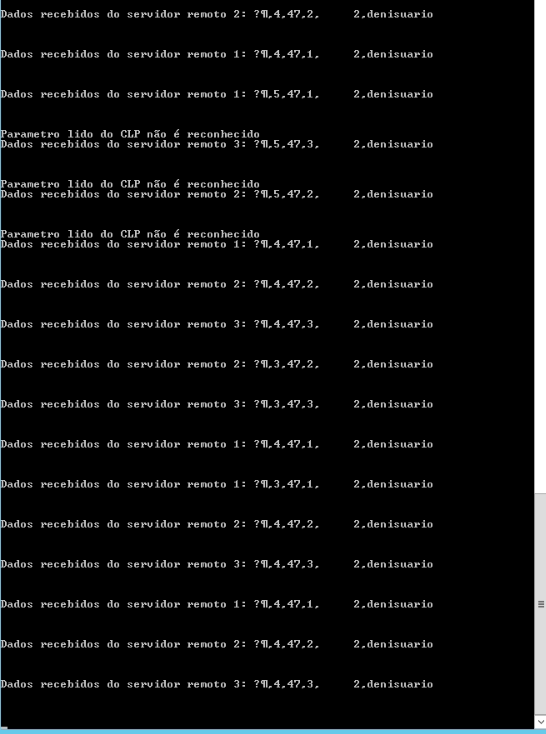 Dados recebidos do servidor remoto 2: ?¶,4,47,2,     2,denisuario
Dados recebidos do servidor remoto 1: ?¶,4,47,1,     2,denisuario
Dados recebidos do servidor remoto 1: ?¶,5,47,1,     2,denisuario
Parametro lido do CLP não é reconhecido
Dados recebidos do servidor remoto 3: ?¶,5,47,3,     2,denisuario
Parametro lido do CLP não é reconhecido
Dados recebidos do servidor remoto 2: ?¶,5,47,2,     2,denisuario
Parametro lido do CLP não é reconhecido
Dados recebidos do servidor remoto 1: ?¶,4,47,1,     2,denisuario
Dados recebidos do servidor remoto 2: ?¶,4,47,2,     2,denisuario
Dados recebidos do servidor remoto 3: ?¶,4,47,3,     2,denisuario
Dados recebidos do servidor remoto 2: ?¶,3,47,2,     2,denisuario
Dados recebidos do servidor remoto 3: ?¶,3,47,3,     2,denisuario
Dados recebidos do servidor remoto 1: ?¶,4,47,1,     2,denisuario
Dados recebidos do servidor remoto 1: ?¶,3,47,1,     2,denisuario
Dados recebidos do servidor remoto 2: ?¶,4,47,2,     2,denisuario
Dados recebidos do servidor remoto 3: ?¶,4,47,3,     2,denisuario
Dados recebidos do servidor remoto 1: ?¶,4,47,1,     2,denisuario
Dados recebidos do servidor remoto 2: ?¶,4,47,2,     2,denisuario
Dados recebidos do servidor remoto 3: ?¶,4,47,3,     2,denisuario